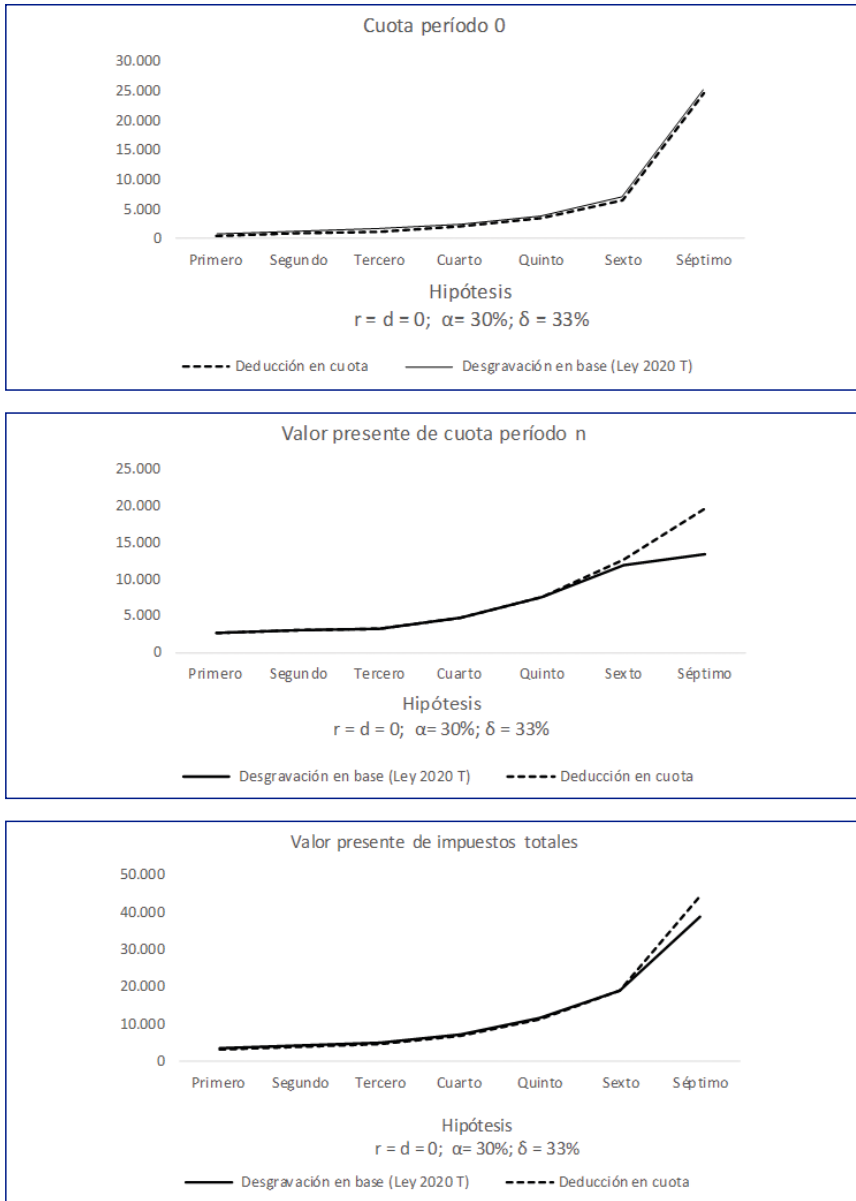 Cuota período 0
30.000
25.000
20.000
15.000
10.000
5.000
0
Primero Segundo Tercero Cuarto Quinto Sexto Séptimo
Hipótesis
r = d = 0; α= 30%; δ = 33%
Deducción en cuota Desgravación en base (Ley 2020 T)
Valor presente de cuota período n
25.000
20.000
15.000
10.000
5.000
0
Primero Segundo Tercero Cuarto Quinto Sexto Séptimo
Hipótesis
r = d = 0; α= 30%; δ = 33%
Desgravación en base (Ley 2020 T) Deducción en cuota
Valor presente de impuestos totales
50.000
40.000
30.000
20.000
10.000
0
Primero Segundo Tercero Cuarto Quinto Sexto Séptimo
Hipótesis
r = d = 0; α= 30%; δ = 33%
Desgravación en base (Ley 2020 T) Deducción en cuota